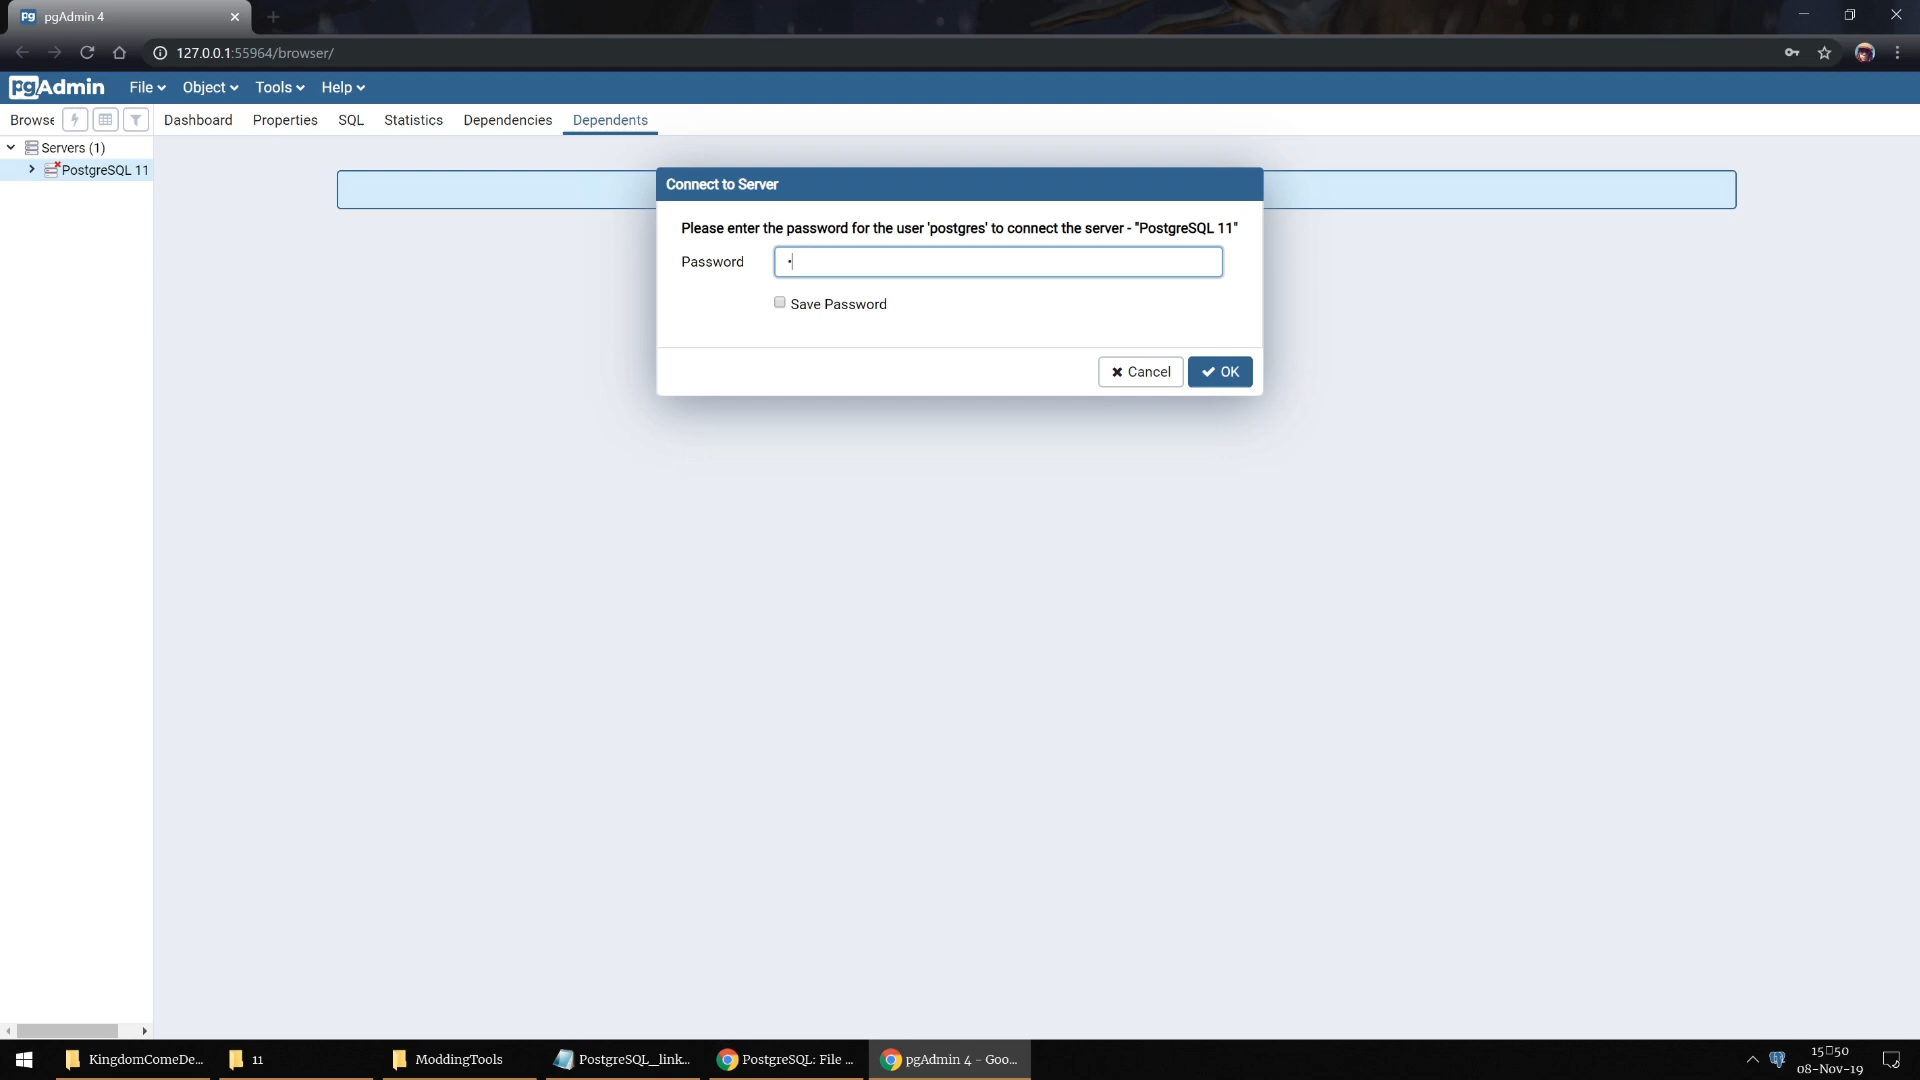 pgAdmin 4
127.0.0.1:55964/browser/
pgAdmin File Object Tools Help
Browse Dashboard Properties SQL Statistics Dependencies Dependents
Servers (1)
PostgreSQL 11
Connect to Server
Please enter the password for the user 'postgres' to connect the server - "PostgreSQL 11"
Password
Save Password
Cancel OK
KingdomComeDe... 11 ModdingTools PostgreSQL_link... PostgreSQL: File ... pgAdmin 4 - Goo...
15▯50
08-Nov-19